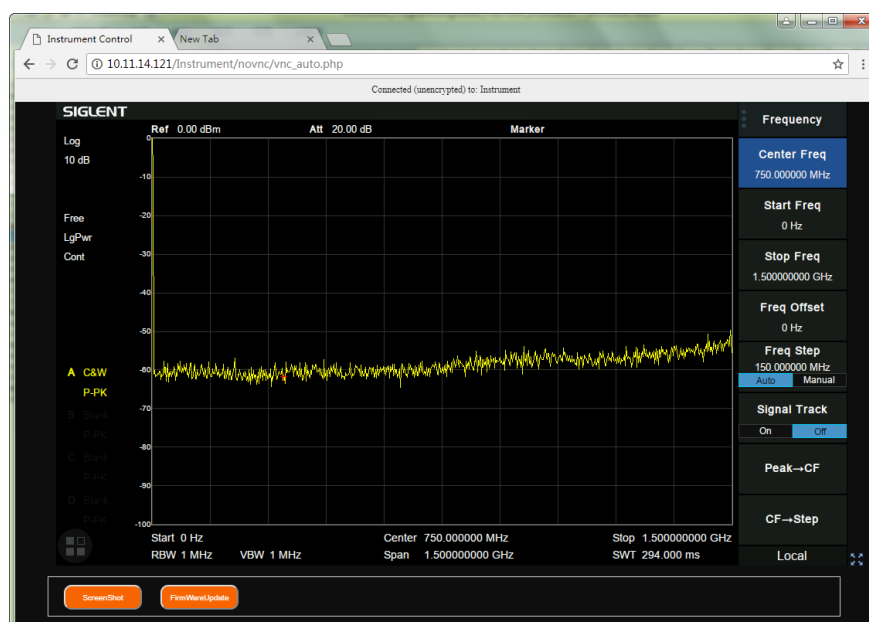 Instrument Control
New Tab
10.11.14.121/Instrument/novnc/vnc_auto.php
Connected (unencrypted) to: Instrument
SIGLENT
Ref 0.00 dBm Att 20.00 dB Marker
Log
10 dB
Free
LgPwr
Cont
A C&W
P-PK
B Blank
P-PK
C Blank
P-PK
D Blank
P-PK
0
-10
-20
-30
-40
-50
-60
-70
-80
-90
-100
Start 0 Hz Center 750.000000 MHz Stop 1.500000000 GHz
RBW 1 MHz VBW 1 MHz Span 1.500000000 GHz SWT 294.000 ms
Frequency
Center Freq
750.000000 MHz
Start Freq
0 Hz
Stop Freq
1.500000000 GHz
Freq Offset
0 Hz
Freq Step
150.000000 MHz
Auto Manual
Signal Track
On Off
Peak→CF
CF→Step
Local
ScreenShot FirmWareUpdate